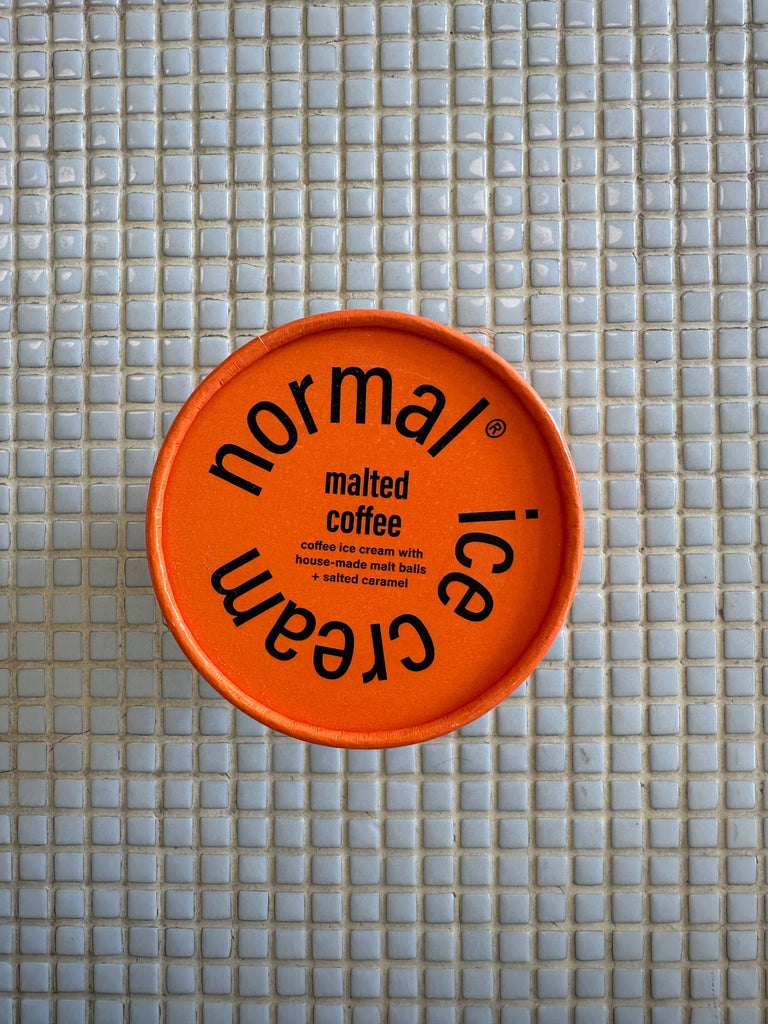 normal® ice cream
malted
coffee
coffee ice cream with
house-made malt balls
+ salted caramel